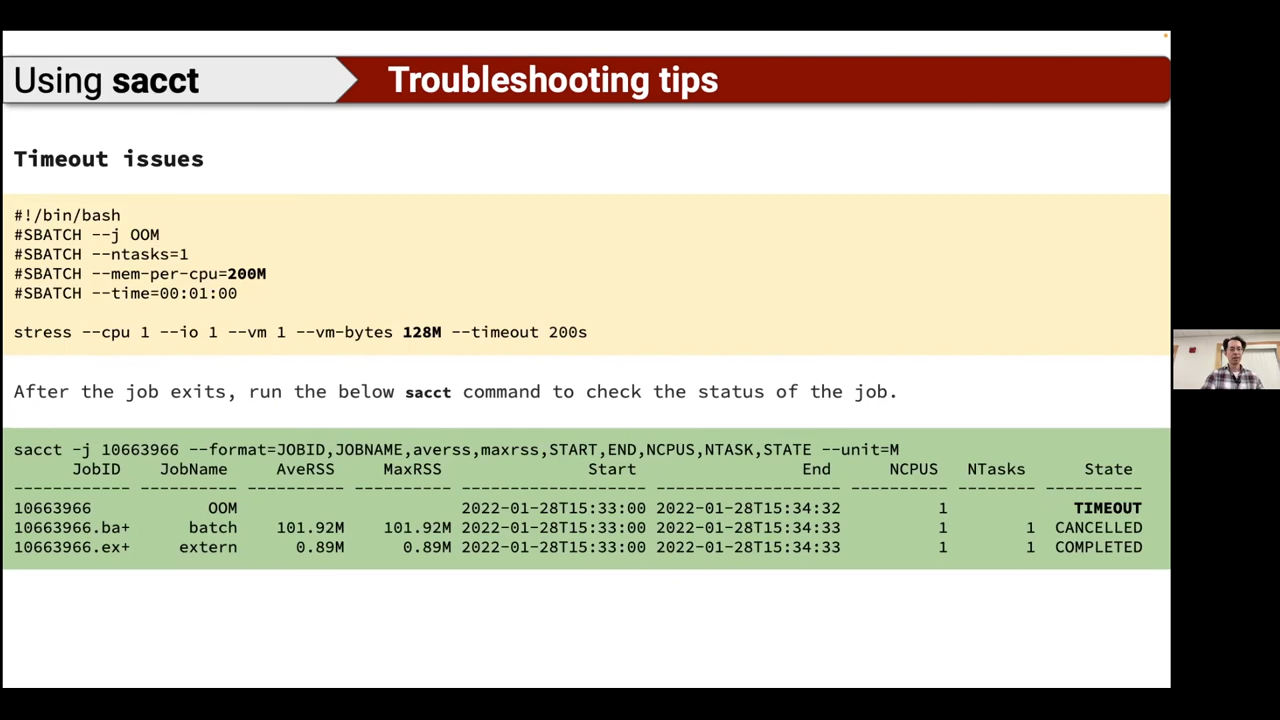 Using sacct
Troubleshooting tips
Timeout issues
#!/bin/bash
#SBATCH --j OOM
#SBATCH --ntasks=1
#SBATCH --mem-per-cpu=200M
#SBATCH --time=00:01:00
stress --cpu 1 --io 1 --vm 1 --vm-bytes 128M --timeout 200s
After the job exits, run the below sacct command to check the status of the job.
sacct -j 10663966 --format=JOBID,JOBNAME,averss,maxrss,START,END,NCPUS,NTASK,STATE --unit=M
JobID JobName AveRSS MaxRSS Start End NCPUS NTasks State
------------ ---------- ---------- ---------- ------------------- ------------------- ---------- -------- ----------
10663966 OOM 2022-01-28T15:33:00 2022-01-28T15:34:32 1 TIMEOUT
10663966.ba+ batch 101.92M 101.92M 2022-01-28T15:33:00 2022-01-28T15:34:33 1 1 CANCELLED
10663966.ex+ extern 0.89M 0.89M 2022-01-28T15:33:00 2022-01-28T15:34:33 1 1 COMPLETED